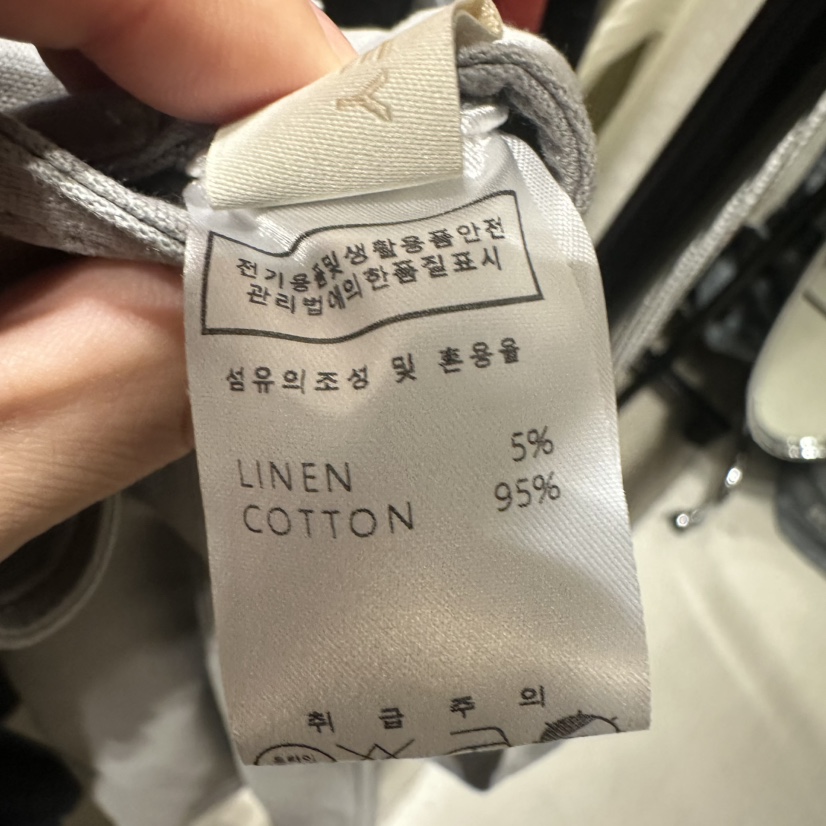 전기용품및생활용품안전
관리법에의한품질표시
섬유의조성 및 혼용율
LINEN 5%
COTTON 95%
취 급 주 의